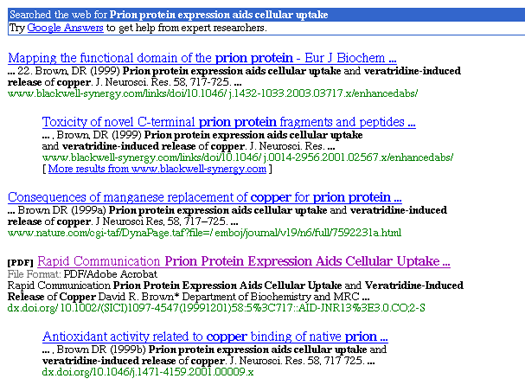 Searched the web for Prion protein expression aids cellular uptake
Try Google Answers to get help from expert researchers.
Mapping the functional domain of the prion protein - Eur J Biochem ...
... 22. Brown, DR (1999) Prion protein expression aids cellular uptake and veratridine-induced
release of copper. J. Neurosci. Res. 58, 717-725. ...
www.blackwell-synergy.com/links/doi/10.1046/j.1432-1033.2003.03717.x/enhancedabs/
Toxicity of novel C-terminal prion protein fragments and peptides ...
... , Brown, DR (1999) Prion protein expression aids cellular uptake
and veratridine-induced release of copper. J. Neurosci. Res. ...
www.blackwell-synergy.com/links/doi/10.1046/j.0014-2956.2001.02567.x/enhancedabs/
[ More results from www.blackwell-synergy.com ]
Consequences of manganese replacement of copper for prion protein ...
... Brown DR (1999a) Prion protein expression aids cellular uptake and veratridine-induced
release of copper. J Neurosci Res, 58, 717–725. ...
www.nature.com/cgi-taf/DynaPage.taf?file=/emboj/journal/v19/n6/full/7592231a.html
[PDF] Rapid Communication Prion Protein Expression Aids Cellular Uptake ...
File Format: PDF/Adobe Acrobat
Rapid Communication Prion Protein Expression Aids Cellular Uptake and Veratridine-Induced
Release of Copper David R. Brown* Department of Biochemistry and MRC ...
dx.doi.org/10.1002/(SICI)1097-4547(19991201)58:5%3C717::AID-JNR13%3E3.0.CO;2-S
Antioxidant activity related to copper binding of native prion ...
... , Brown DR (1999b) Prion protein expression aids cellular uptake and
veratridine-induced release of copper. J. Neurosci. Res. 58, 717 725. ...
dx.doi.org/10.1046/j.1471-4159.2001.00009.x